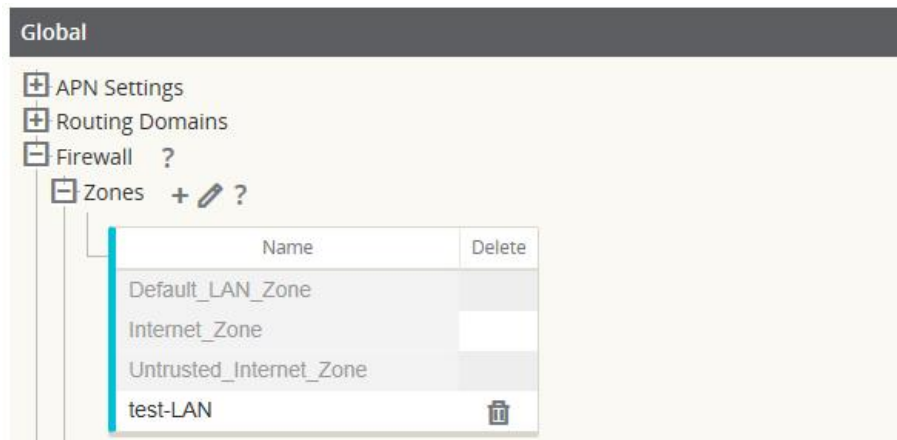 Global
APN Settings
Routing Domains
Firewall ?
Zones + ?
Name Delete
Default_LAN_Zone
Internet_Zone
Untrusted_Internet_Zone
test-LAN